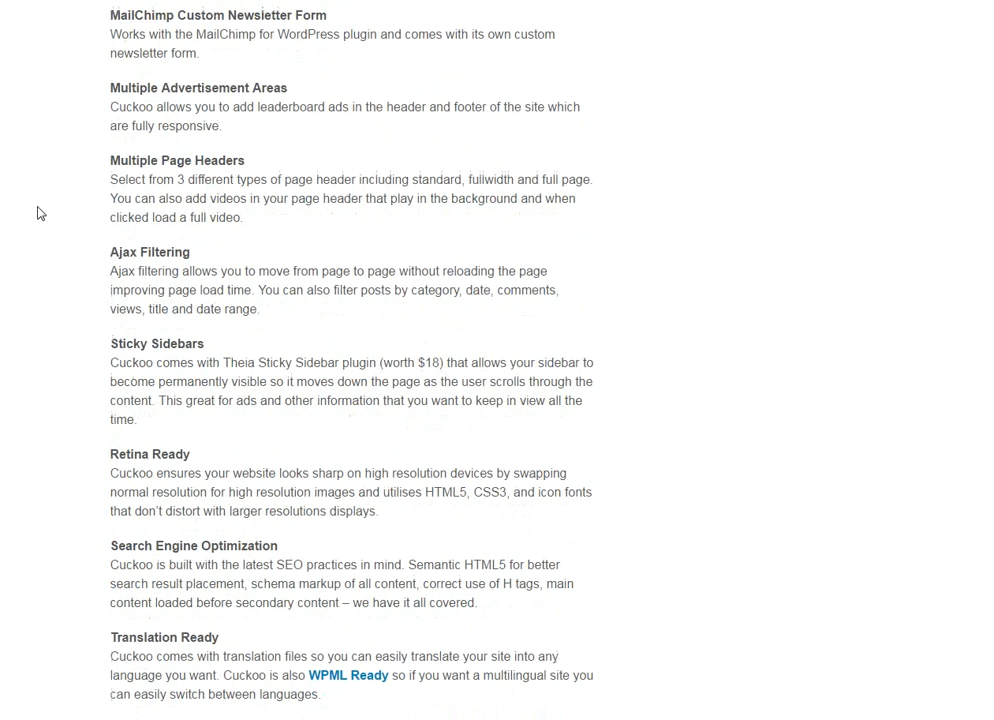 MailChimp Custom Newsletter Form
Works with the MailChimp for WordPress plugin and comes with its own custom
newsletter form.
Multiple Advertisement Areas
Cuckoo allows you to add leaderboard ads in the header and footer of the site which
are fully responsive.
Multiple Page Headers
Select from 3 different types of page header including standard, fullwidth and full page.
You can also add videos in your page header that play in the background and when
clicked load a full video.
Ajax Filtering
Ajax filtering allows you to move from page to page without reloading the page
improving page load time. You can also filter posts by category, date, comments,
views, title and date range.
Sticky Sidebars
Cuckoo comes with Theia Sticky Sidebar plugin (worth $18) that allows your sidebar to
become permanently visible so it moves down the page as the user scrolls through the
content. This great for ads and other information that you want to keep in view all the
time.
Retina Ready
Cuckoo ensures your website looks sharp on high resolution devices by swapping
normal resolution for high resolution images and utilises HTML5, CSS3, and icon fonts
that don’t distort with larger resolutions displays.
Search Engine Optimization
Cuckoo is built with the latest SEO practices in mind. Semantic HTML5 for better
search result placement, schema markup of all content, correct use of H tags, main
content loaded before secondary content – we have it all covered.
Translation Ready
Cuckoo comes with translation files so you can easily translate your site into any
language you want. Cuckoo is also WPML Ready so if you want a multilingual site you
can easily switch between languages.